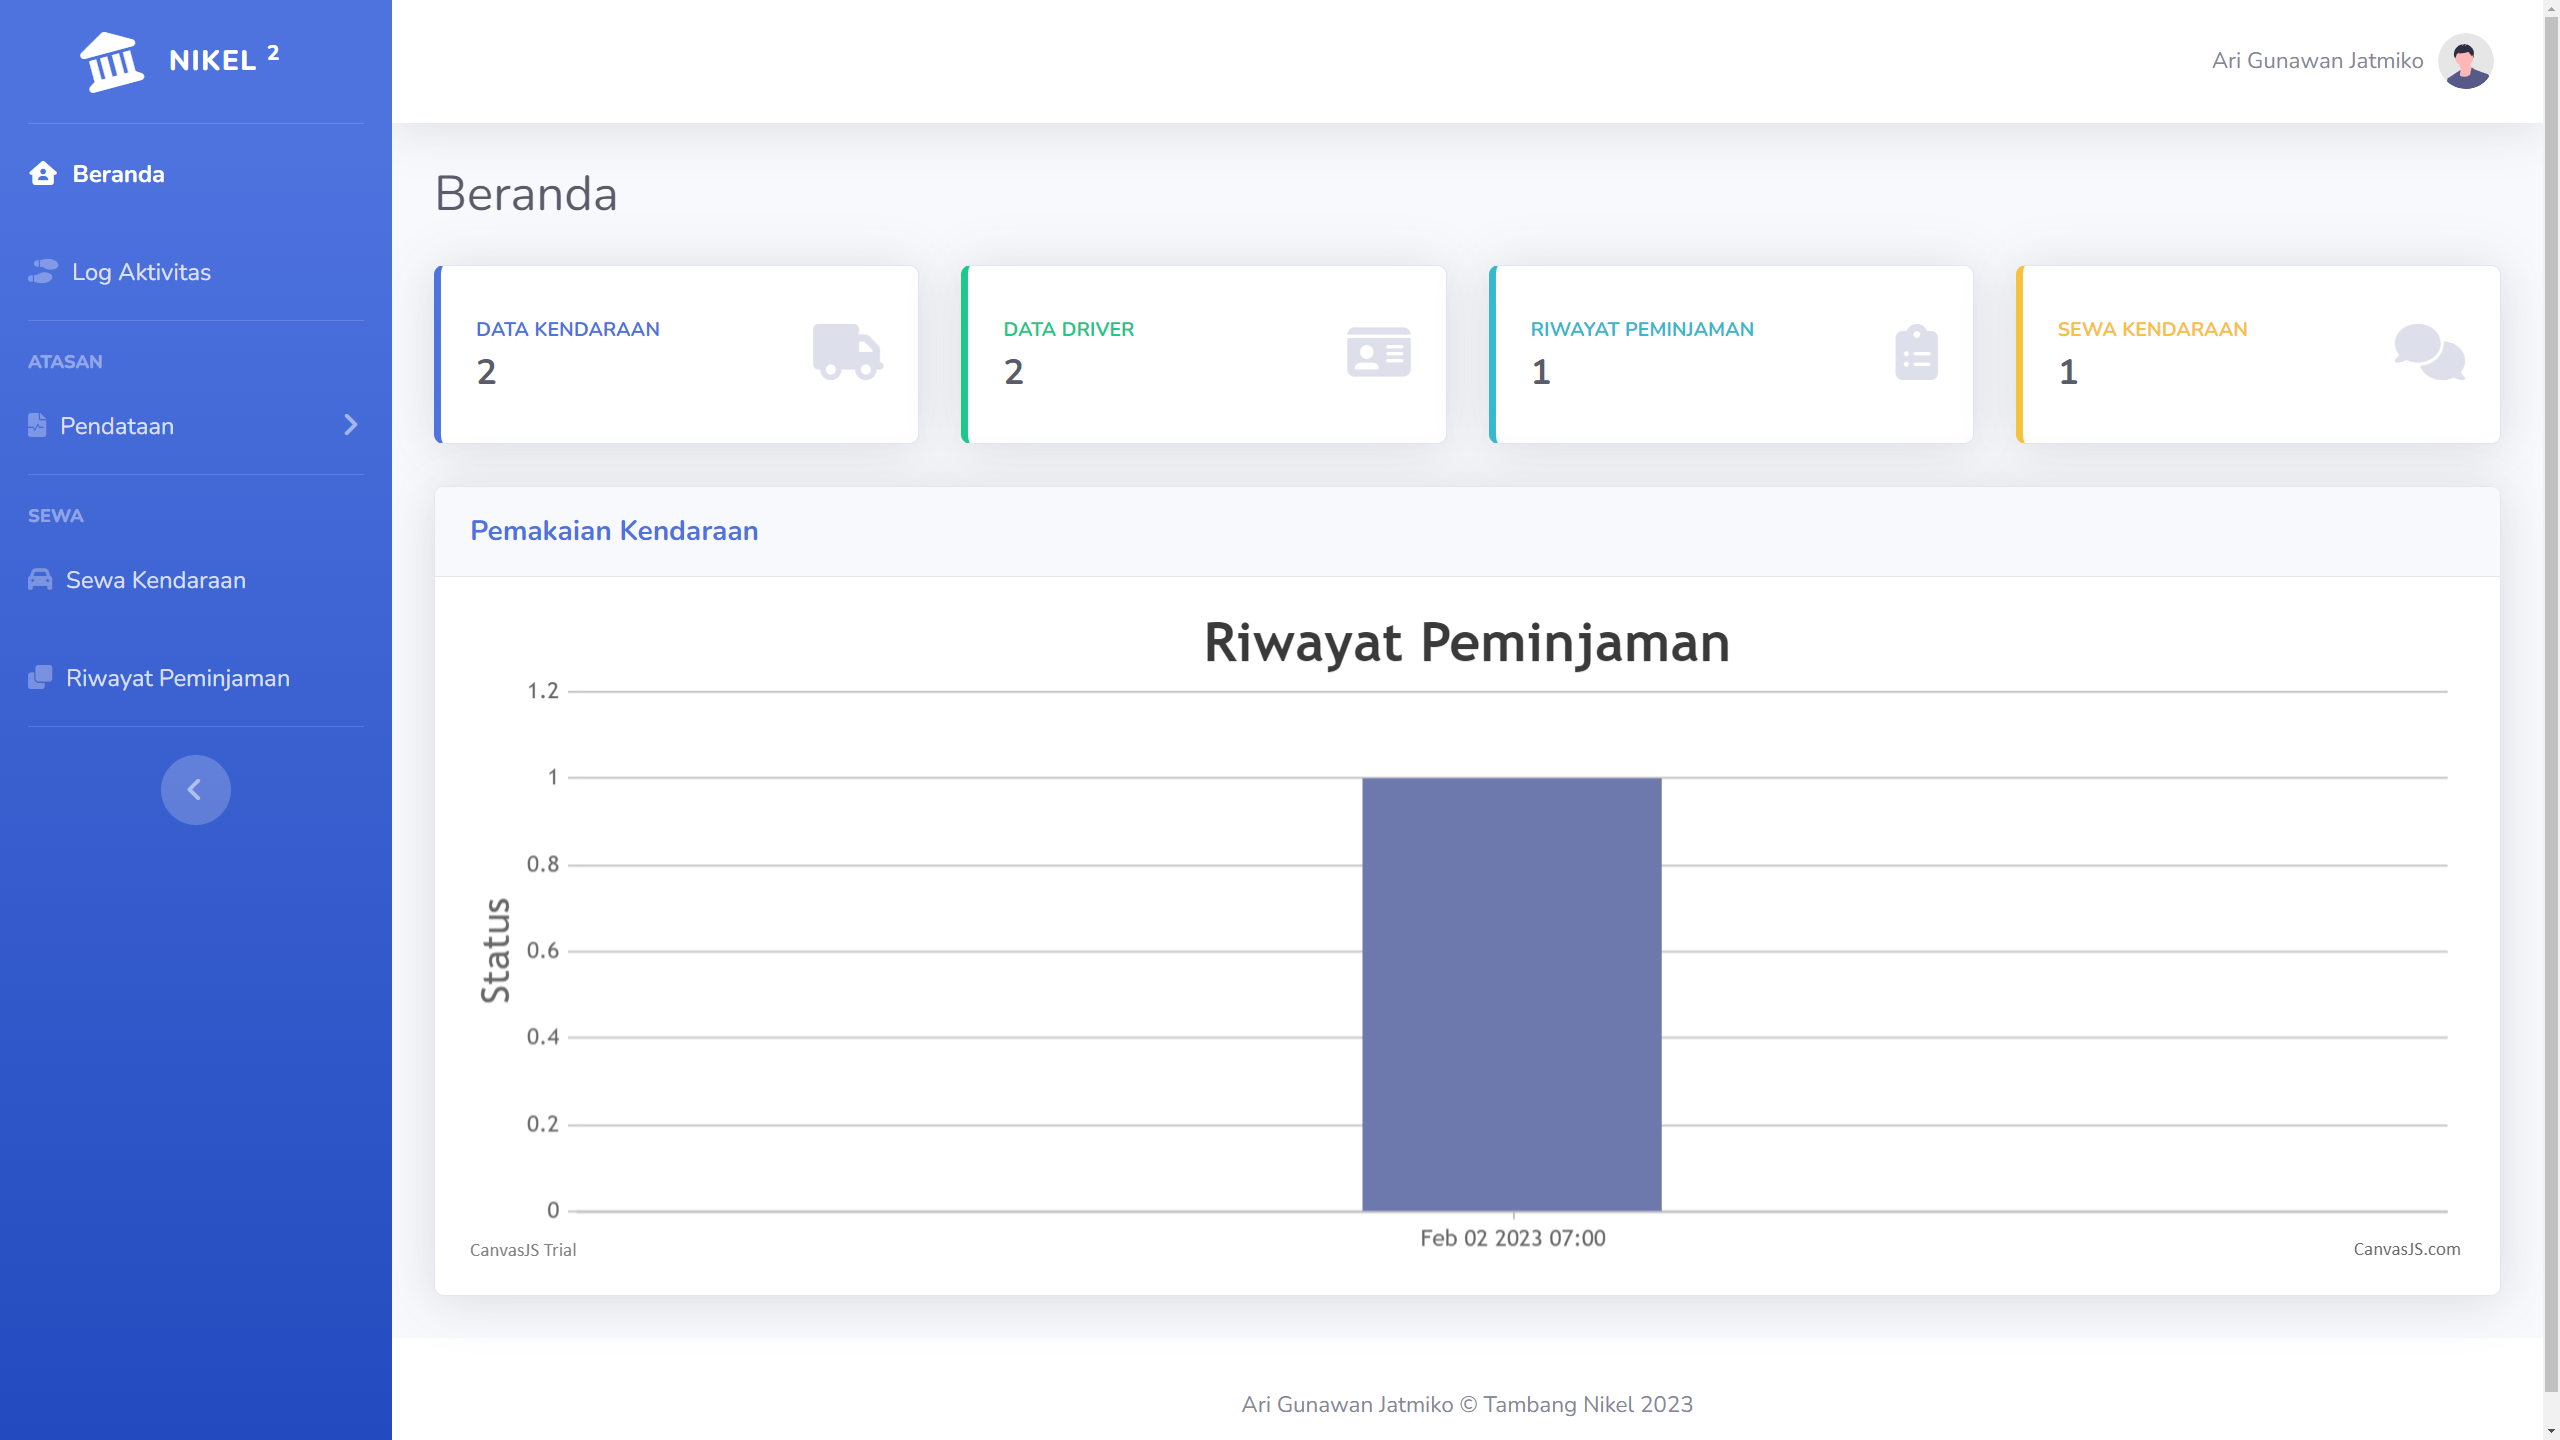 NIKEL 2
Ari Gunawan Jatmiko
Beranda
Log Aktivitas
ATASAN
Pendataan
SEWA
Sewa Kendaraan
Riwayat Peminjaman
Beranda
DATA KENDARAAN
2
DATA DRIVER
2
RIWAYAT PEMINJAMAN
1
SEWA KENDARAAN
1
Pemakaian Kendaraan
Riwayat Peminjaman
Status
1.2
1
0.8
0.6
0.4
0.2
0
Feb 02 2023 07:00
CanvasJS Trial
CanvasJS.com
Ari Gunawan Jatmiko © Tambang Nikel 2023